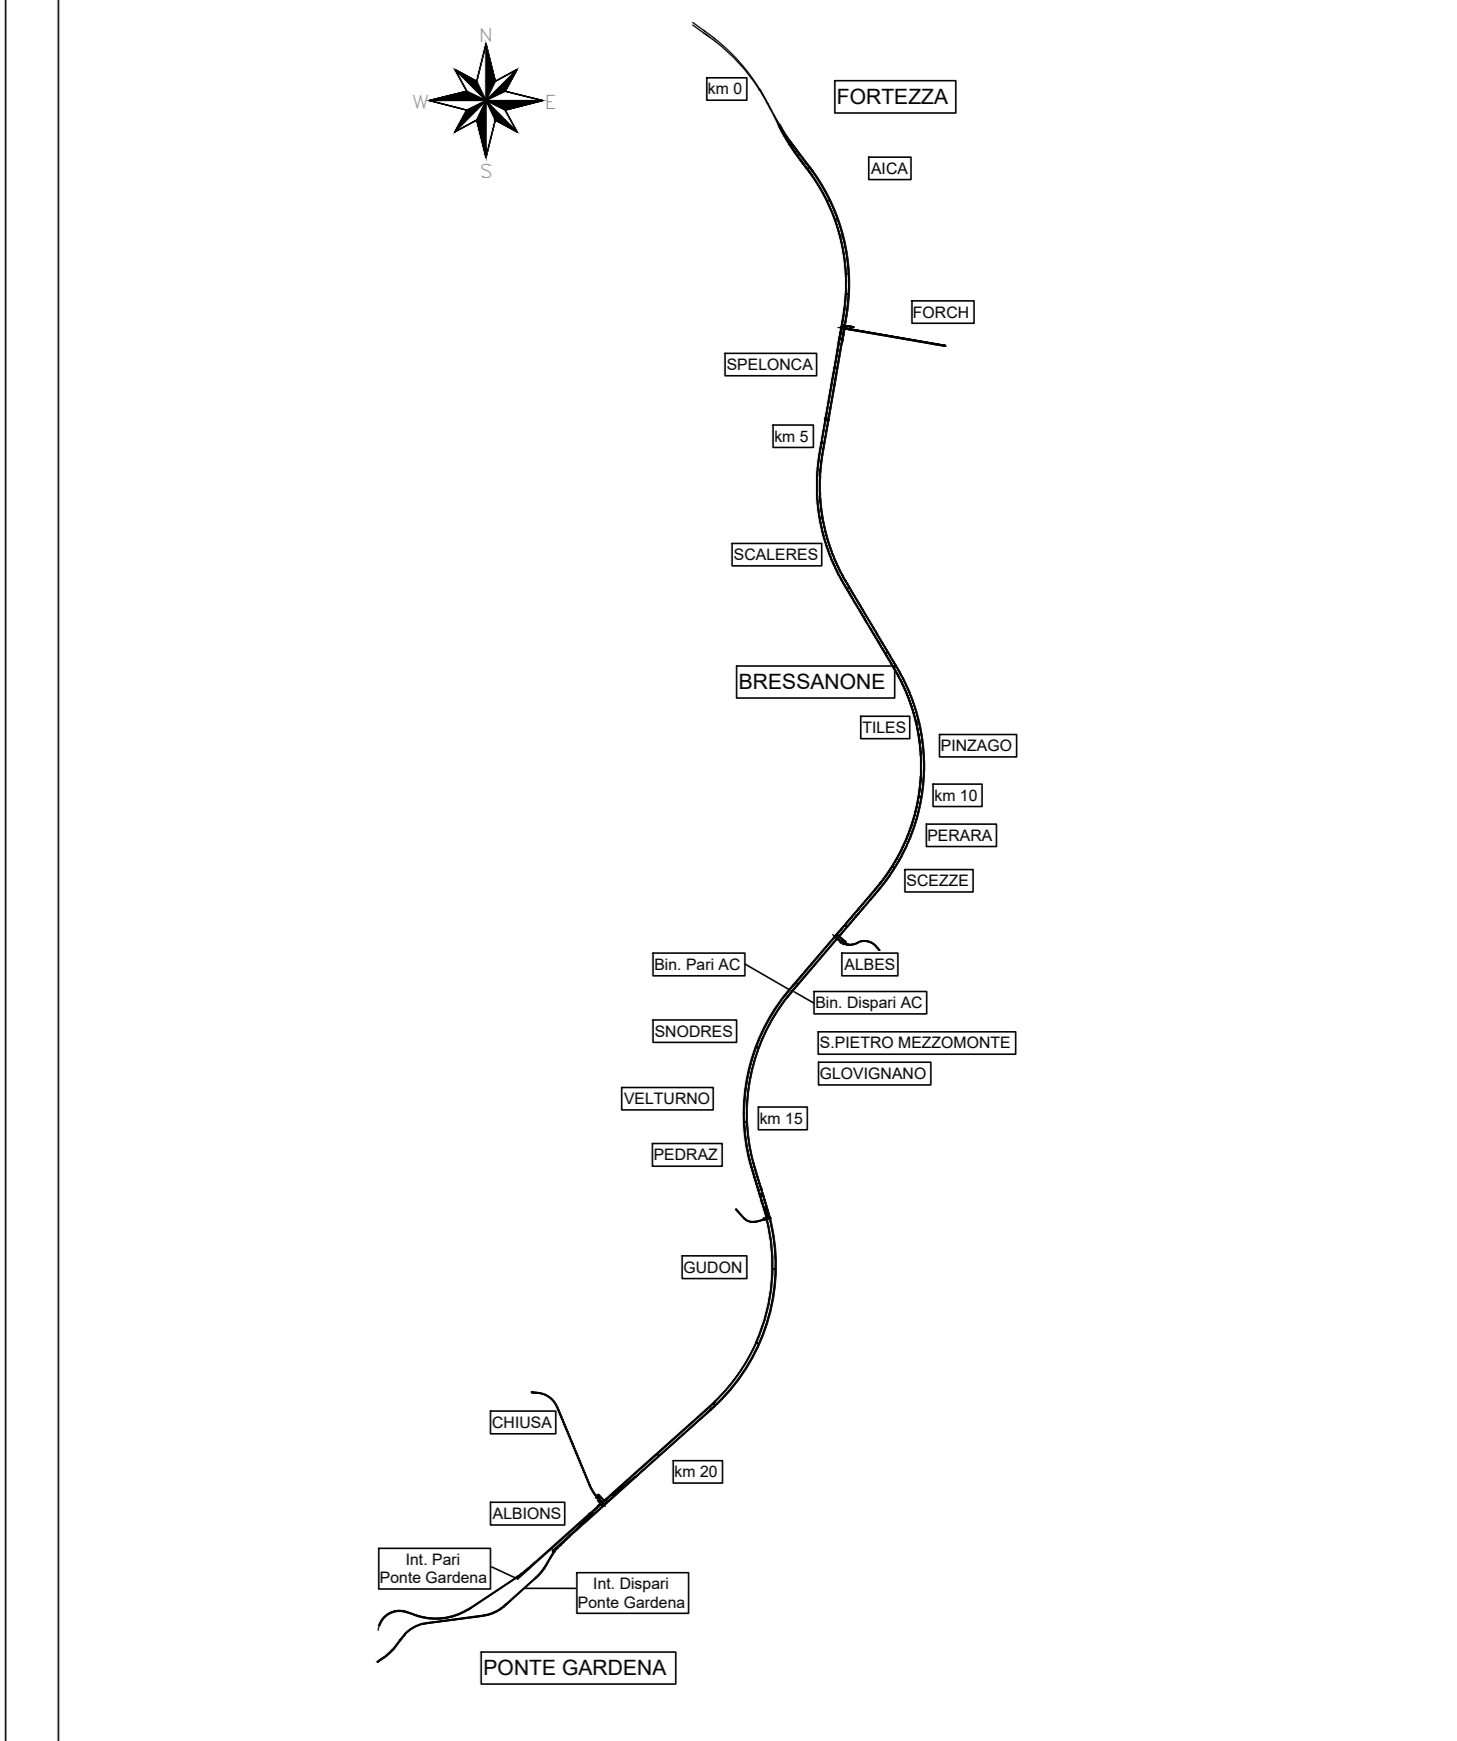 N
km 0
FORTEZZA
W
E
AICA
S
FORCH
SPELONCA
km 5
SCALERES
BRESSANONE
TILES
PINZAGO
km 10
PERARA
SCEZZE
Bin. Pari AC
ALBES
Bin. Dispari AC
SNODRES
S.PIETRO MEZZOMONTE
GLOVIGNANO
VELTURNO
km 15
PEDRAZ
GUDON
CHIUSA
km 20
ALBIONS
Int. Pari
Ponte Gardena
Int. Dispari
Ponte Gardena
PONTE GARDENA